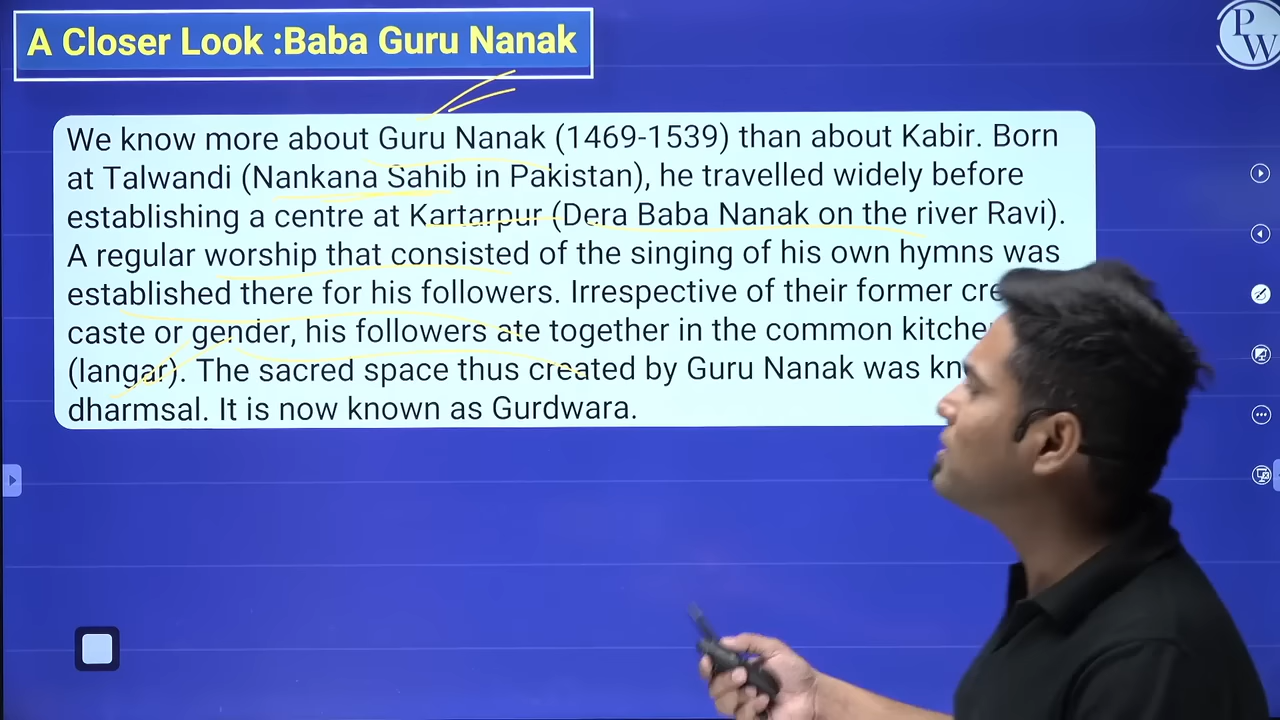 A Closer Look :Baba Guru Nanak
PW
We know more about Guru Nanak (1469-1539) than about Kabir. Born
at Talwandi (Nankana Sahib in Pakistan), he travelled widely before
establishing a centre at Kartarpur (Dera Baba Nanak on the river Ravi).
A regular worship that consisted of the singing of his own hymns was
established there for his followers. Irrespective of their former
caste or gender, his followers ate together in the common
(langar). The sacred space thus created by Guru Nanak was
dharmsal. It is now known as Gurdwara.